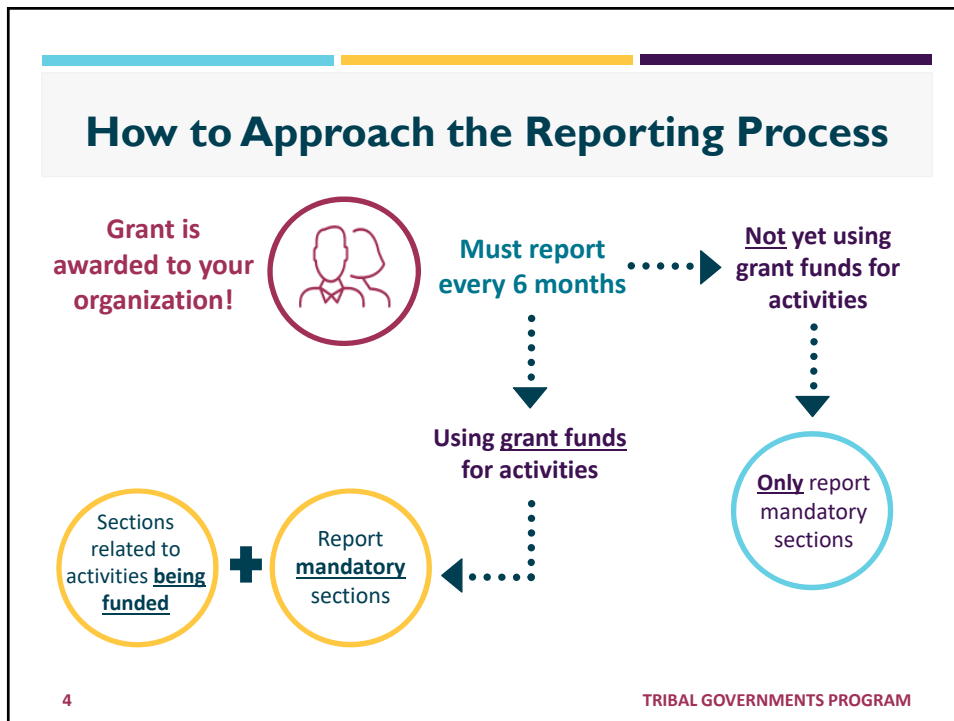 How to Approach the Reporting Process
Grant is
awarded to your
organization!
Must report
every 6 months
Not yet using
grant funds for
activities
Using grant funds
for activities
Only report
mandatory
sections
Sections
related to
activities being
funded
Report
mandatory
sections
4
TRIBAL GOVERNMENTS PROGRAM